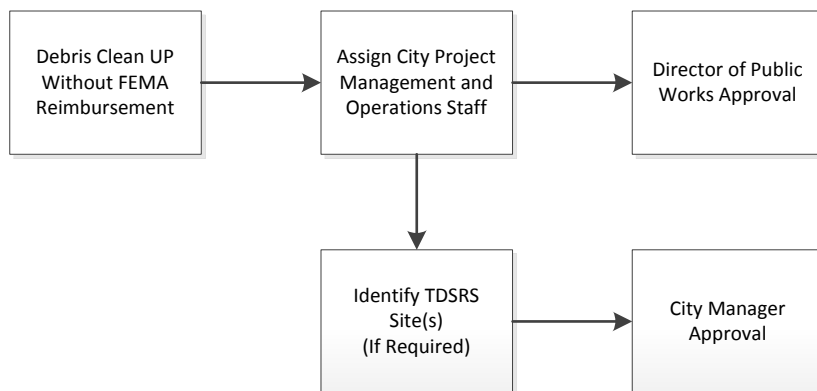 Debris Clean UP
Without FEMA
Reimbursement
Assign City Project
Management and
Operations Staff
Director of Public
Works Approval
Identify TDSRS
Site(s)
(If Required)
City Manager
Approval